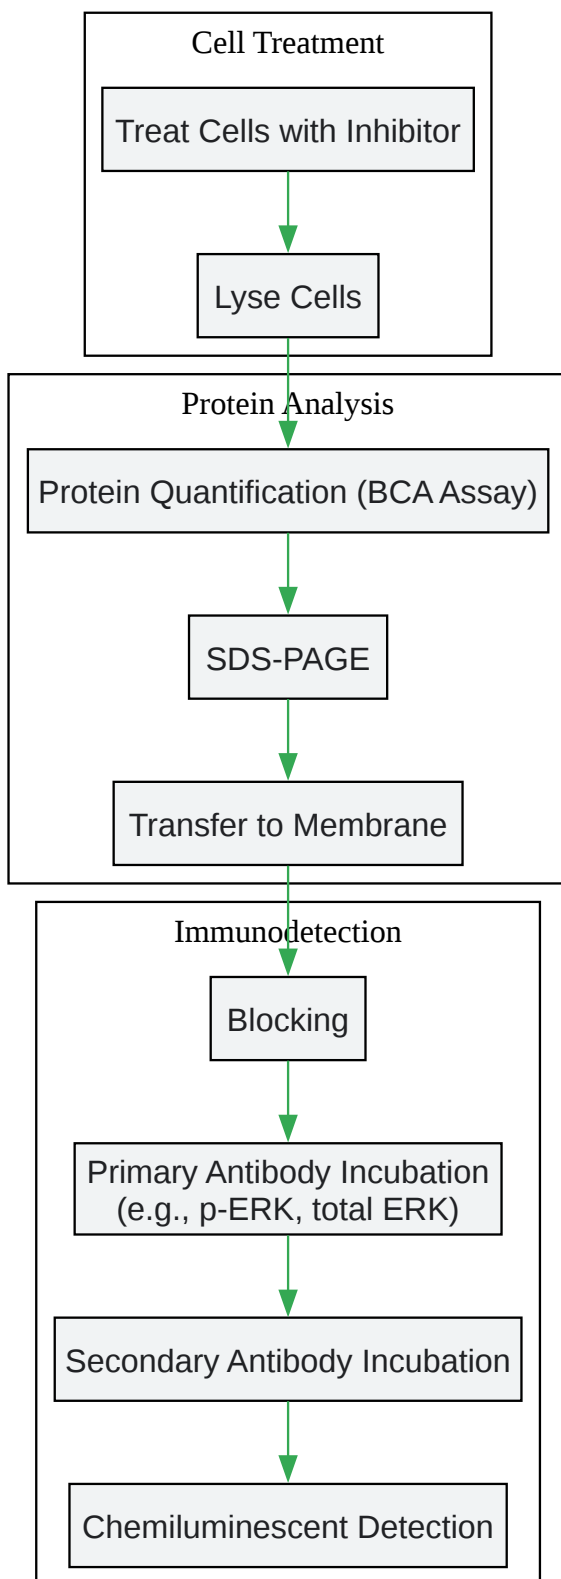 Cell Treatment
Treat Cells with Inhibitor
Lyse Cells
Protein Analysis
Protein Quantification (BCA Assay)
SDS-PAGE
Transfer to Membrane
Immunodetection
Blocking
Primary Antibody Incubation
(e.g., p-ERK, total ERK)
Secondary Antibody Incubation
Chemiluminescent Detection